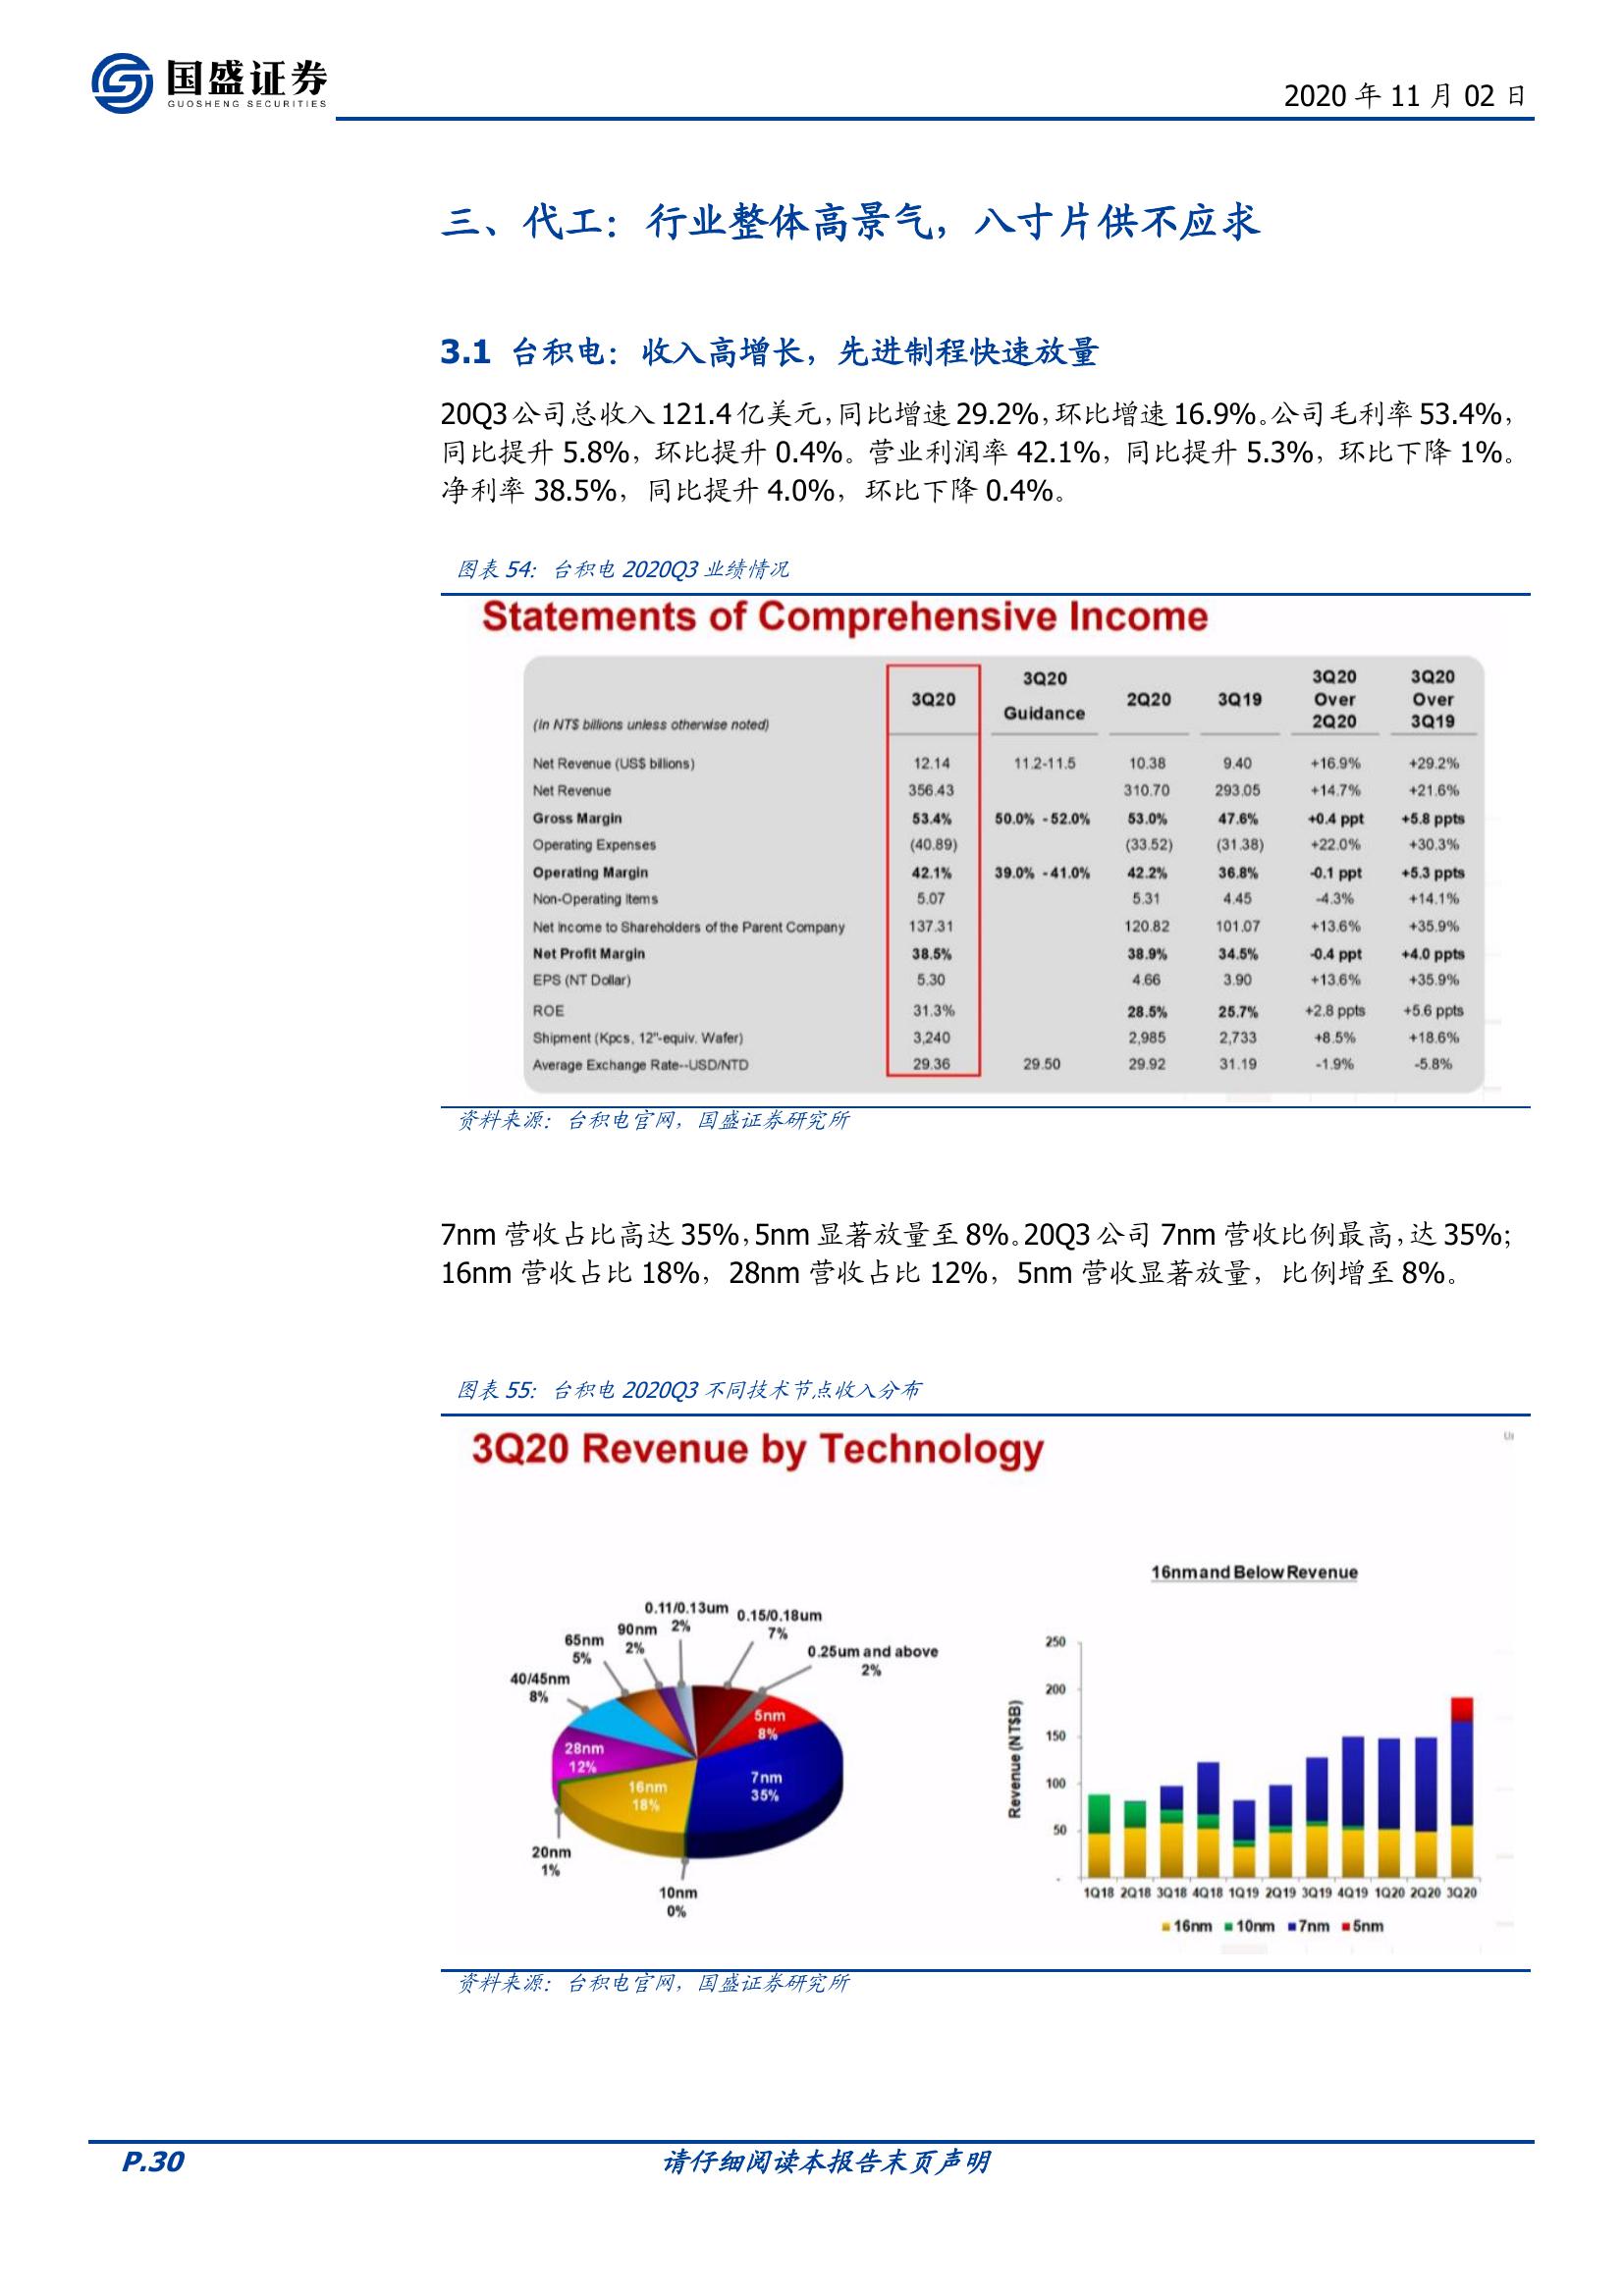 国盛证券
GUOSHENG SECURITIES
2020 年 11 月 02 日
三、代工：行业整体高景气，八寸片供不应求
3.1 台积电：收入高增长，先进制程快速放量
20Q3 公司总收入 121.4 亿美元，同比增速 29.2%，环比增速 16.9%。公司毛利率 53.4%，
同比提升 5.8%，环比提升 0.4%。营业利润率 42.1%，同比提升 5.3%，环比下降 1%。
净利率 38.5%，同比提升 4.0%，环比下降 0.4%。
图表 54：台积电 2020Q3 业绩情况
Statements of Comprehensive Income
(In NT$ billions unless otherwise noted) 3Q20 3Q20 Guidance 2Q20 3Q19 3Q20 Over 2Q20 3Q20 Over 3Q19
Net Revenue (US$ billions) 12.14 11.2-11.5 10.38 9.40 +16.9% +29.2%
Net Revenue 356.43 310.70 293.05 +14.7% +21.6%
Gross Margin 53.4% 50.0% - 52.0% 53.0% 47.6% +0.4 ppt +5.8 ppts
Operating Expenses (40.89) (33.52) (31.38) +22.0% +30.3%
Operating Margin 42.1% 39.0% - 41.0% 42.2% 36.8% -0.1 ppt +5.3 ppts
Non-Operating Items 5.07 5.31 4.45 -4.3% +14.1%
Net Income to Shareholders of the Parent Company 137.31 120.82 101.07 +13.6% +35.9%
Net Profit Margin 38.5% 38.9% 34.5% -0.4 ppt +4.0 ppts
EPS (NT Dollar) 5.30 4.66 3.90 +13.6% +35.9%
ROE 31.3% 28.5% 25.7% +2.8 ppts +5.6 ppts
Shipment (Kpcs, 12"-equiv. Wafer) 3,240 2,985 2,733 +8.5% +18.6%
Average Exchange Rate--USD/NTD 29.36 29.50 29.92 31.19 -1.9% -5.8%
资料来源：台积电官网，国盛证券研究所
7nm 营收占比高达 35%，5nm 显著放量至 8%。20Q3 公司 7nm 营收比例最高，达 35%；
16nm 营收占比 18%，28nm 营收占比 12%，5nm 营收显著放量，比例增至 8%。
图表 55：台积电 2020Q3 不同技术节点收入分布
3Q20 Revenue by Technology
0.11/0.13um
2%
0.15/0.18um
7%
90nm
2%
65nm
5%
0.25um and above
2%
40/45nm
8%
5nm
8%
28nm
12%
7nm
35%
16nm
18%
20nm
1%
10nm
0%
16nm and Below Revenue
Revenue (NT$B)
250
200
150
100
50
-
1Q18 2Q18 3Q18 4Q18 1Q19 2Q19 3Q19 4Q19 1Q20 2Q20 3Q20
16nm 10nm 7nm 5nm
资料来源：台积电官网，国盛证券研究所
P.30
请仔细阅读本报告末页声明